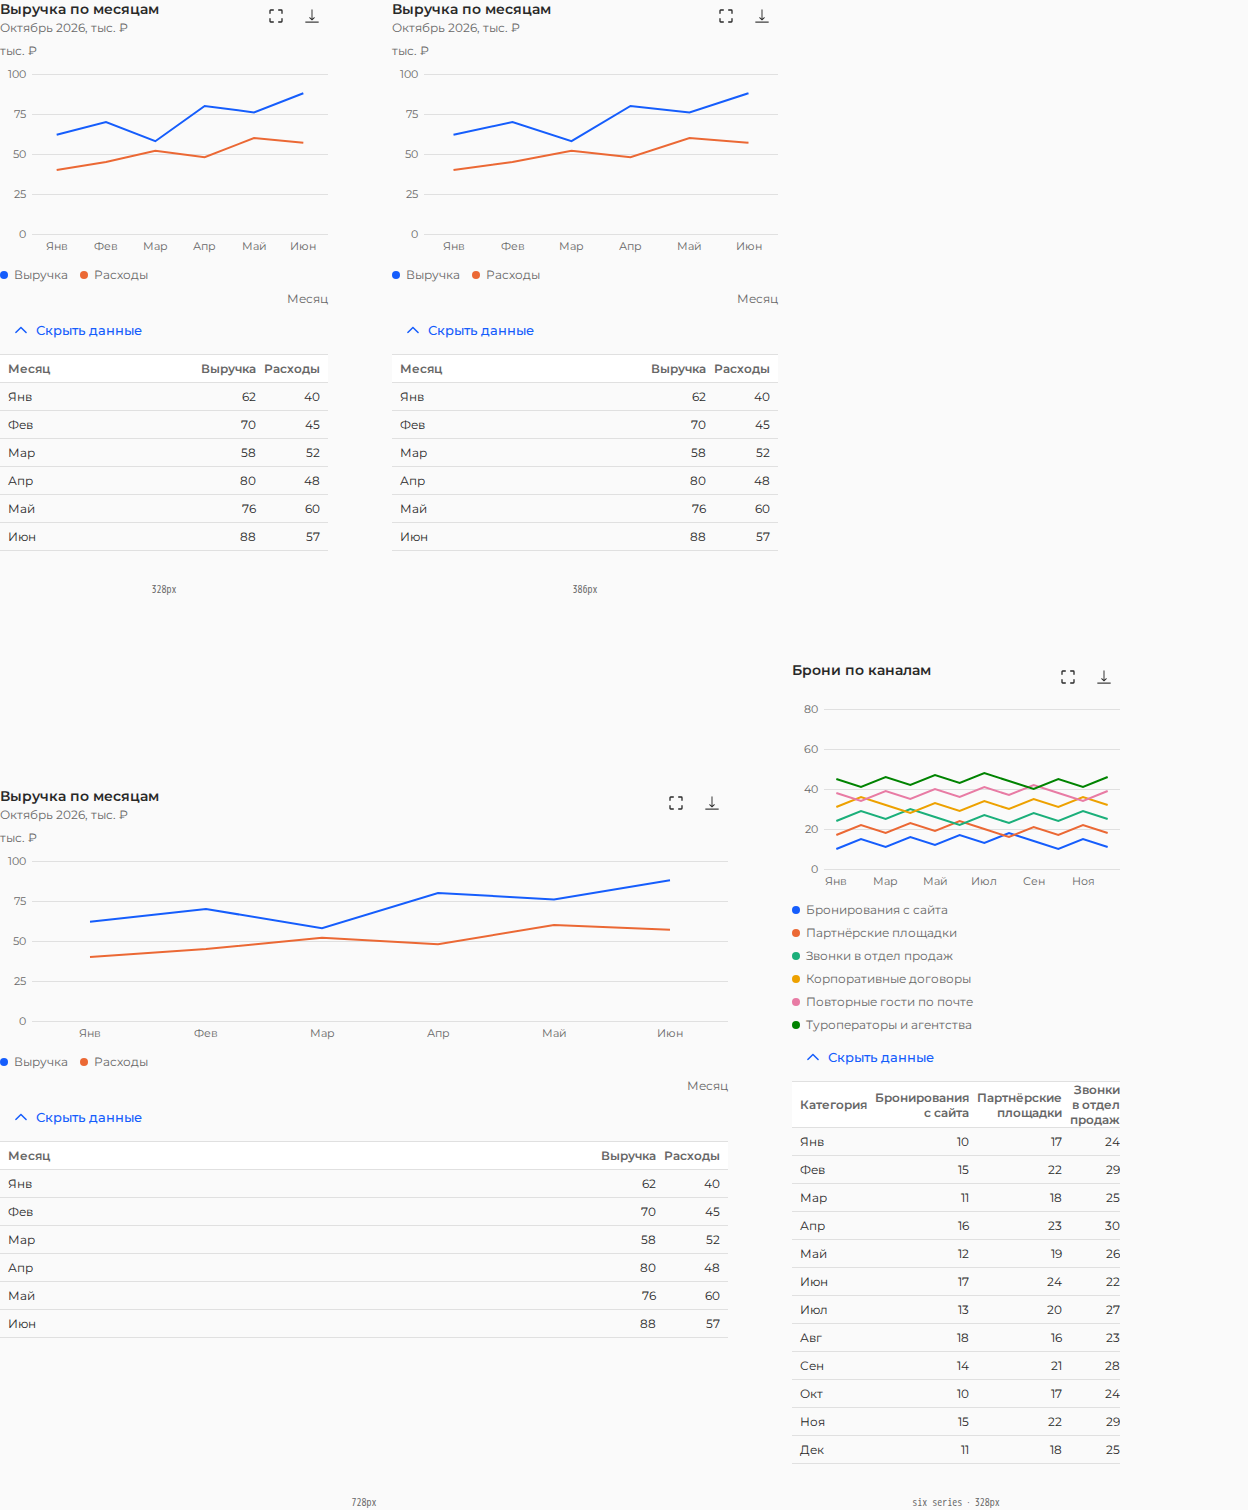 Выручка по месяцам
Октябрь 2026, тыс. ₽
тыс. ₽
100
75
50
25
0
Янв Фев Мар Апр Май Июн
Выручка Расходы
Месяц
Скрыть данные
Месяц Выручка Расходы
Янв 62 40
Фев 70 45
Мар 58 52
Апр 80 48
Май 76 60
Июн 88 57
328px
Выручка по месяцам
Октябрь 2026, тыс. ₽
тыс. ₽
100
75
50
25
0
Янв Фев Мар Апр Май Июн
Выручка Расходы
Месяц
Скрыть данные
Месяц Выручка Расходы
Янв 62 40
Фев 70 45
Мар 58 52
Апр 80 48
Май 76 60
Июн 88 57
386px
Выручка по месяцам
Октябрь 2026, тыс. ₽
тыс. ₽
100
75
50
25
0
Янв Фев Мар Апр Май Июн
Выручка Расходы
Месяц
Скрыть данные
Месяц Выручка Расходы
Янв 62 40
Фев 70 45
Мар 58 52
Апр 80 48
Май 76 60
Июн 88 57
728px
Брони по каналам
80
60
40
20
0
Янв Мар Май Июл Сен Ноя
Бронирования с сайта
Партнёрские площадки
Звонки в отдел продаж
Корпоративные договоры
Повторные гости по почте
Туроператоры и агентства
Скрыть данные
Категория Бронирования с сайта Партнёрские площадки Звонки в отдел продаж
Янв 10 17 24
Фев 15 22 29
Мар 11 18 25
Апр 16 23 30
Май 12 19 26
Июн 17 24 22
Июл 13 20 27
Авг 18 16 23
Сен 14 21 28
Окт 10 17 24
Ноя 15 22 29
Дек 11 18 25
six series · 328px